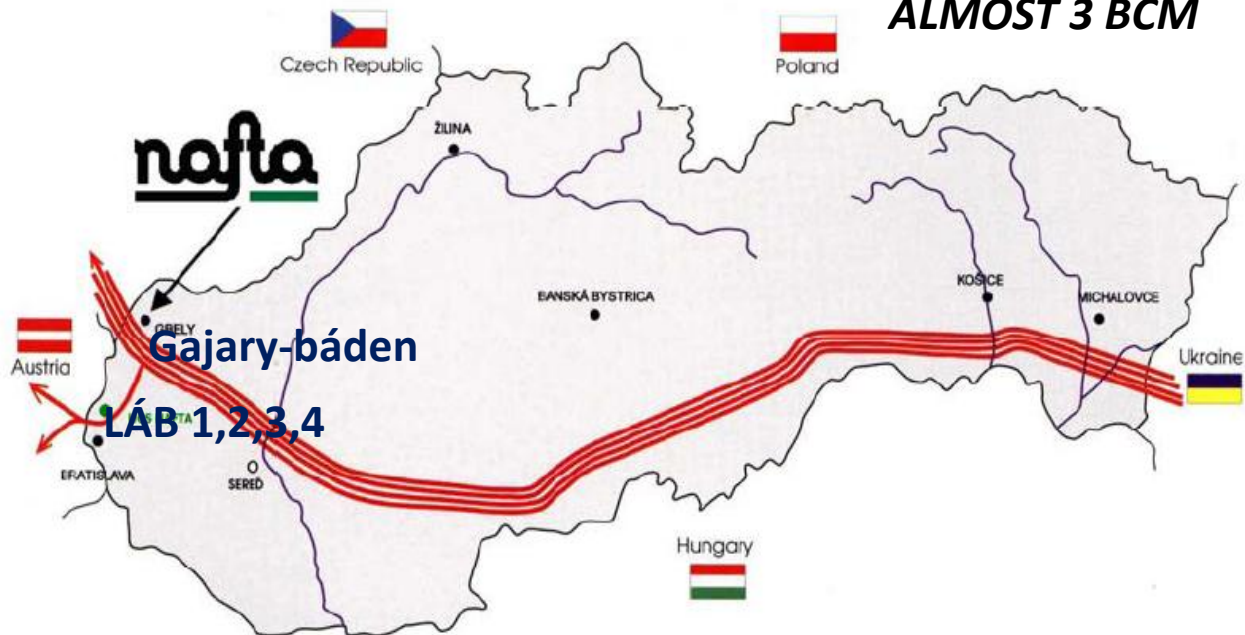 ALMOST 3 BCM
Czech Republic
Poland
ŽILINA
nafta
KOŠICE
BANSKÁ BYSTRICA
MICHALOVCE
GBELY
Gajary-báden
Austria
Ukraine
LÁB 1,2,3,4
BRATISLAVA
SEREĎ
Hungary